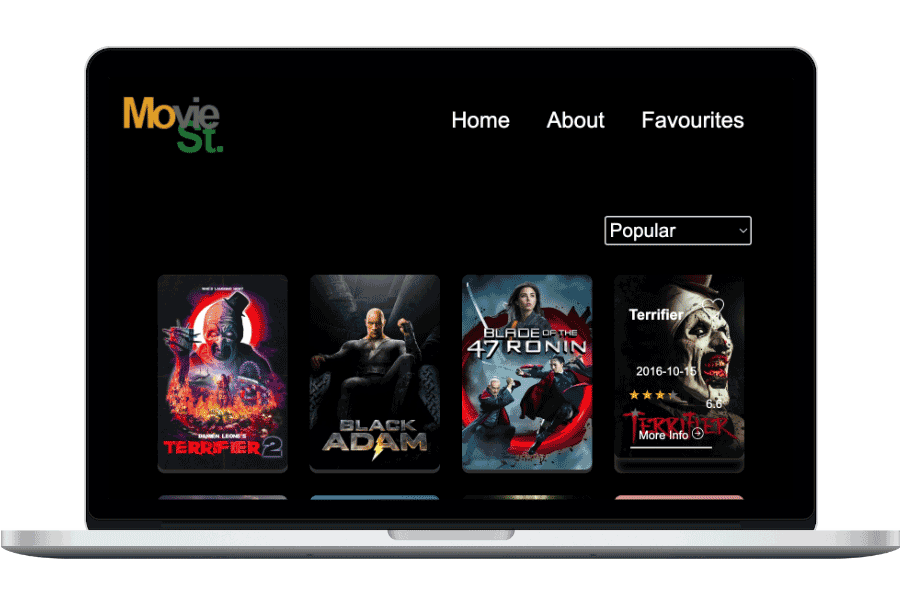 Movie
St.
Home About Favourites
Popular
WHO'S LAUGHING NOW?
DAMIEN LEONE'S
TERRIFIER 2
BLACK
ADAM
BLADE OF THE
47 RONIN
Terrifier
2016-10-15
6.6
TERRIFIER
More Info